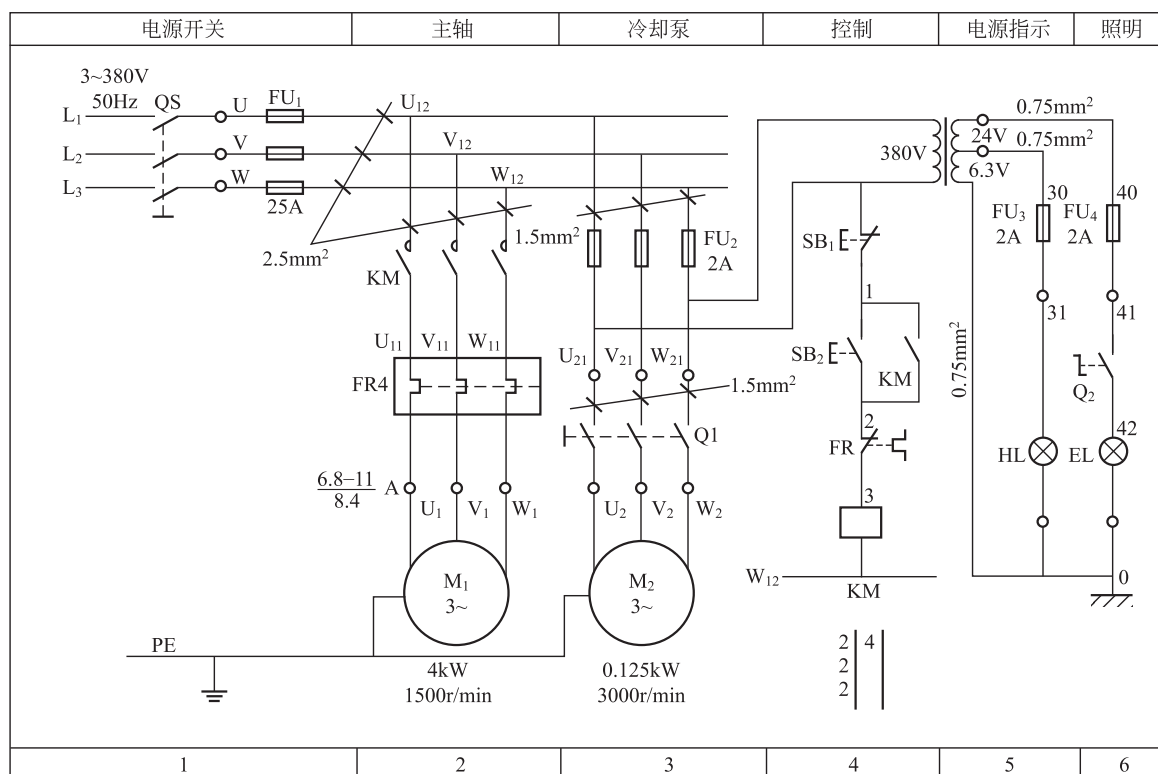 电源开关 主轴 冷却泵 控制 电源指示 照明
3~380V
50Hz QS U FU₁ U₁₂
L₁
L₂ V V₁₂
L₃ W W₁₂
25A
2.5mm²
1.5mm²
KM
FU₂
2A
U₁₁ V₁₁ W₁₁
FR4
U₂₁ V₂₁ W₂₁
1.5mm²
Q1
6.8–11
8.4
A
U₁ V₁ W₁
U₂ V₂ W₂
M₁
3~
M₂
3~
PE
4kW
1500r/min
0.125kW
3000r/min
380V
24V
6.3V
0.75mm²
0.75mm²
SB₁
1
SB₂
KM
2
FR
3
W₁₂
KM
2 4
2
2
0.75mm²
30
FU₃
2A
31
HL
40
FU₄
2A
41
Q₂
42
EL
0
1 2 3 4 5 6